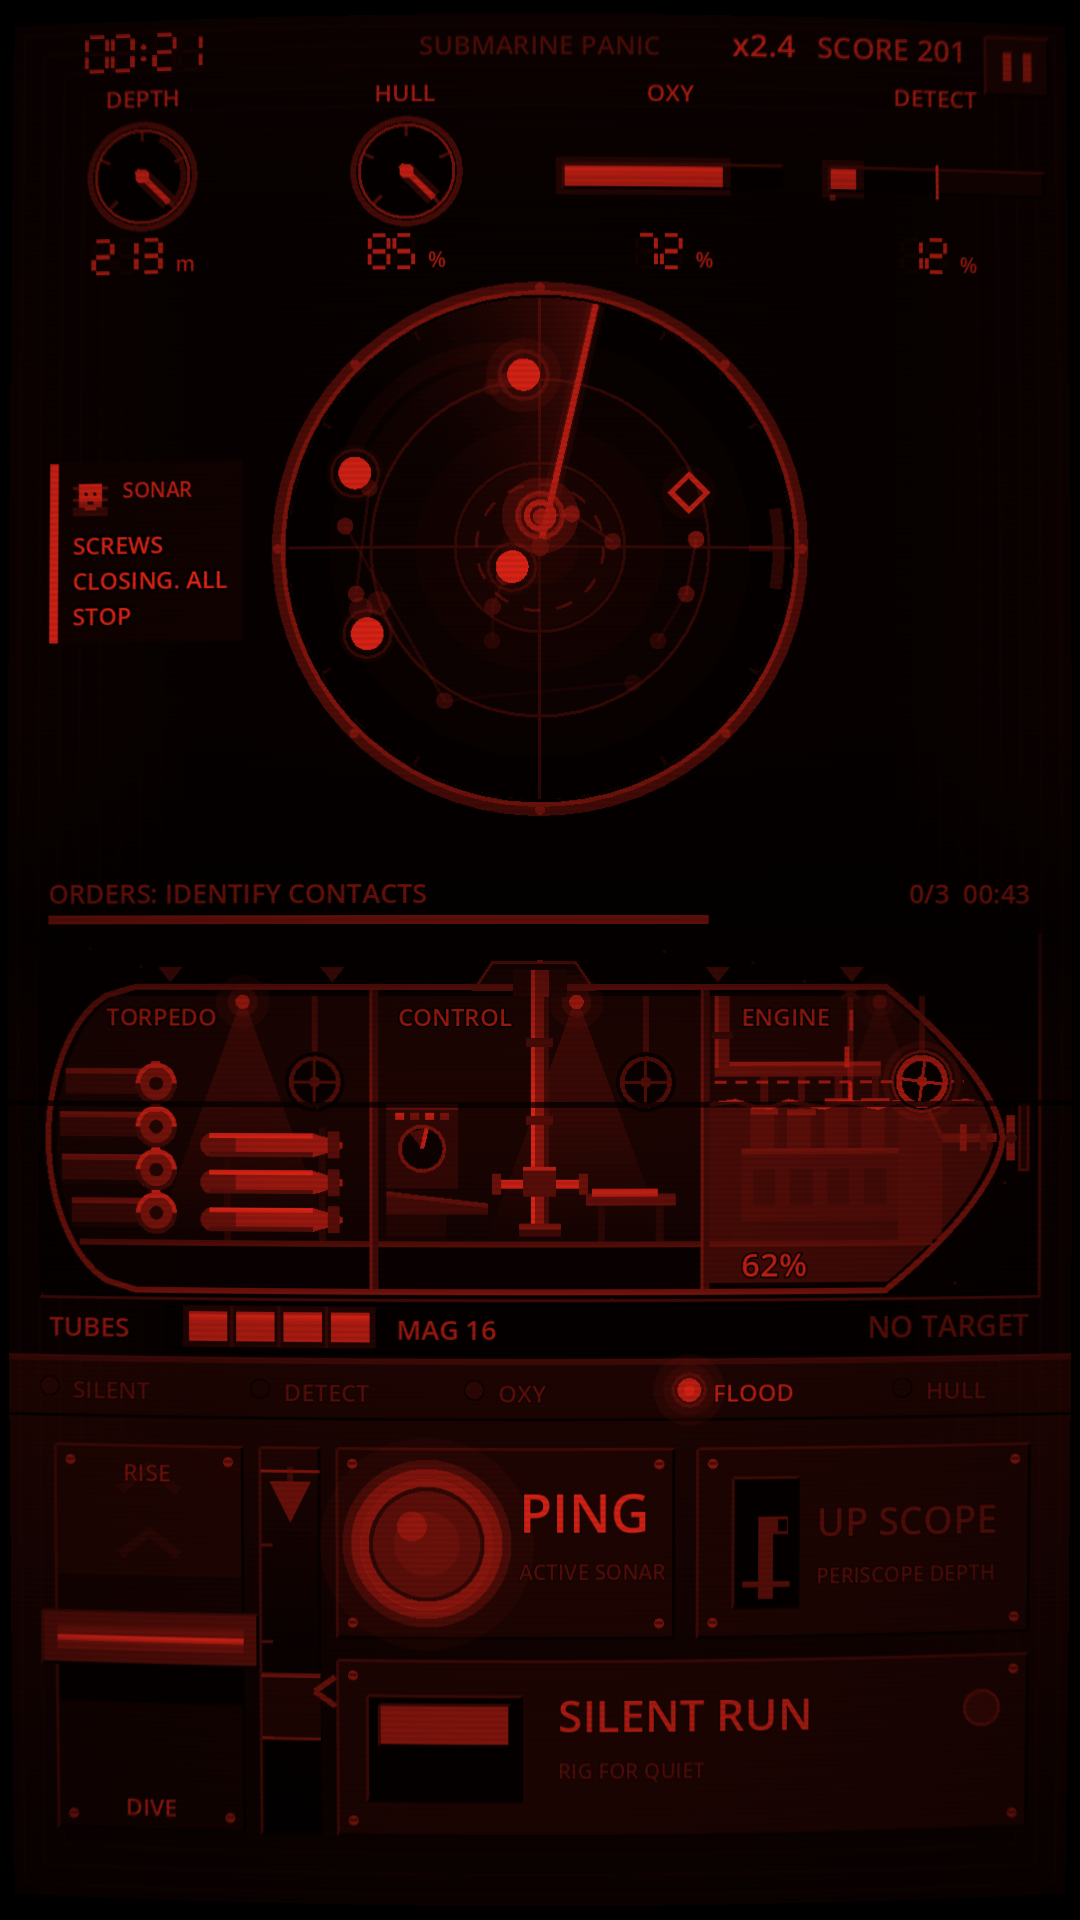 00:21
SUBMARINE PANIC
x2.4 SCORE 201
DEPTH
HULL
OXY
DETECT
213 m
85 %
72 %
12 %
SONAR
SCREWS
CLOSING. ALL
STOP
ORDERS: IDENTIFY CONTACTS
0/3 00:43
TORPEDO
CONTROL
ENGINE
62%
TUBES
MAG 16
NO TARGET
SILENT
DETECT
OXY
FLOOD
HULL
RISE
DIVE
PING
ACTIVE SONAR
UP SCOPE
PERISCOPE DEPTH
SILENT RUN
RIG FOR QUIET